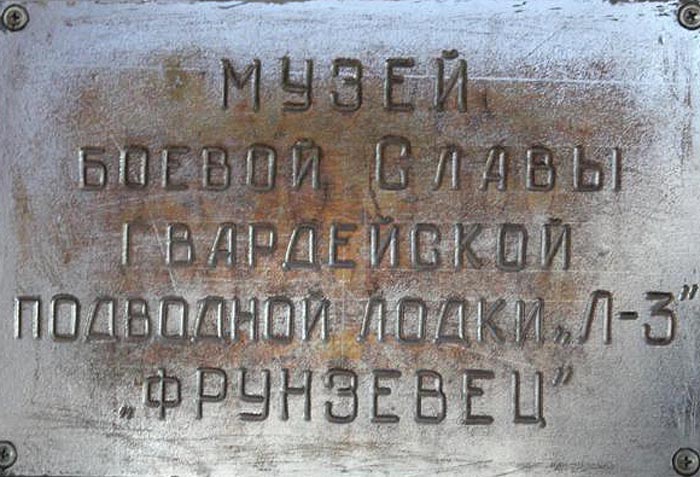 МУЗЕЙ
БОЕВОЙ СЛАВЫ
ГВАРДЕЙСКОЙ
ПОДВОДНОЙ ЛОДКИ „Л-3”
„ФРУНЗЕВЕЦ”